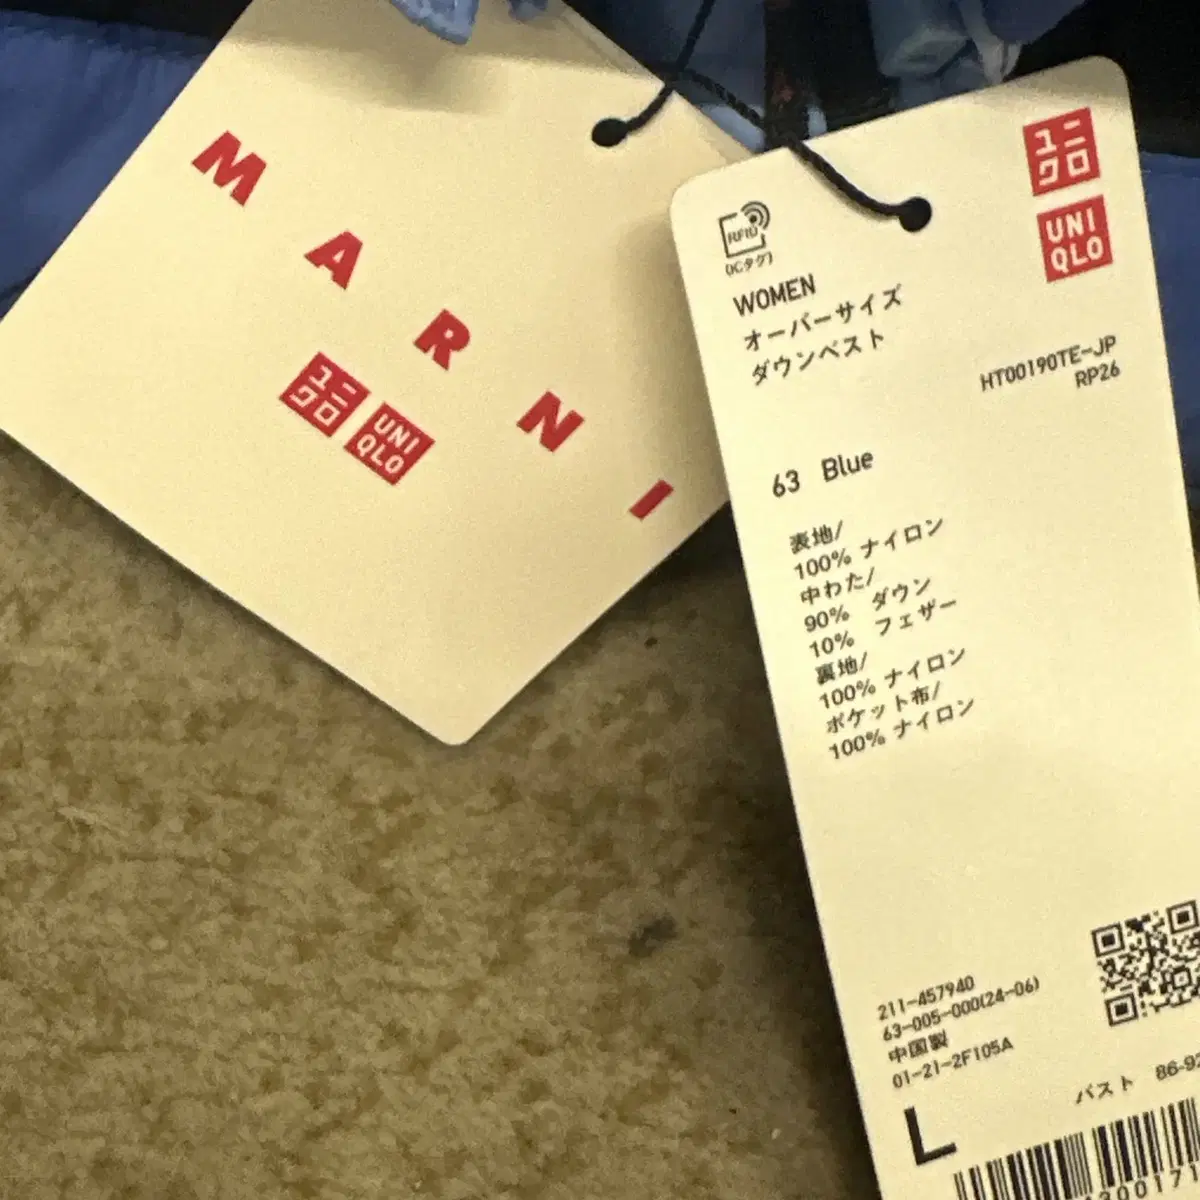 M A R N I
ユニ
クロ
UNI
QLO
RFID
(ICタグ)
WOMEN
オーバーサイズ
ダウンベスト
ユニ
クロ
UNI
QLO
HT00190TE-JP
RP26
63 Blue
表地/
100% ナイロン
中わた/
90% ダウン
10% フェザー
裏地/
100% ナイロン
ポケット布/
100% ナイロン
211-457940
63-005-000(24-06)
中国製
01-21-2F105A
バスト 86-92
L